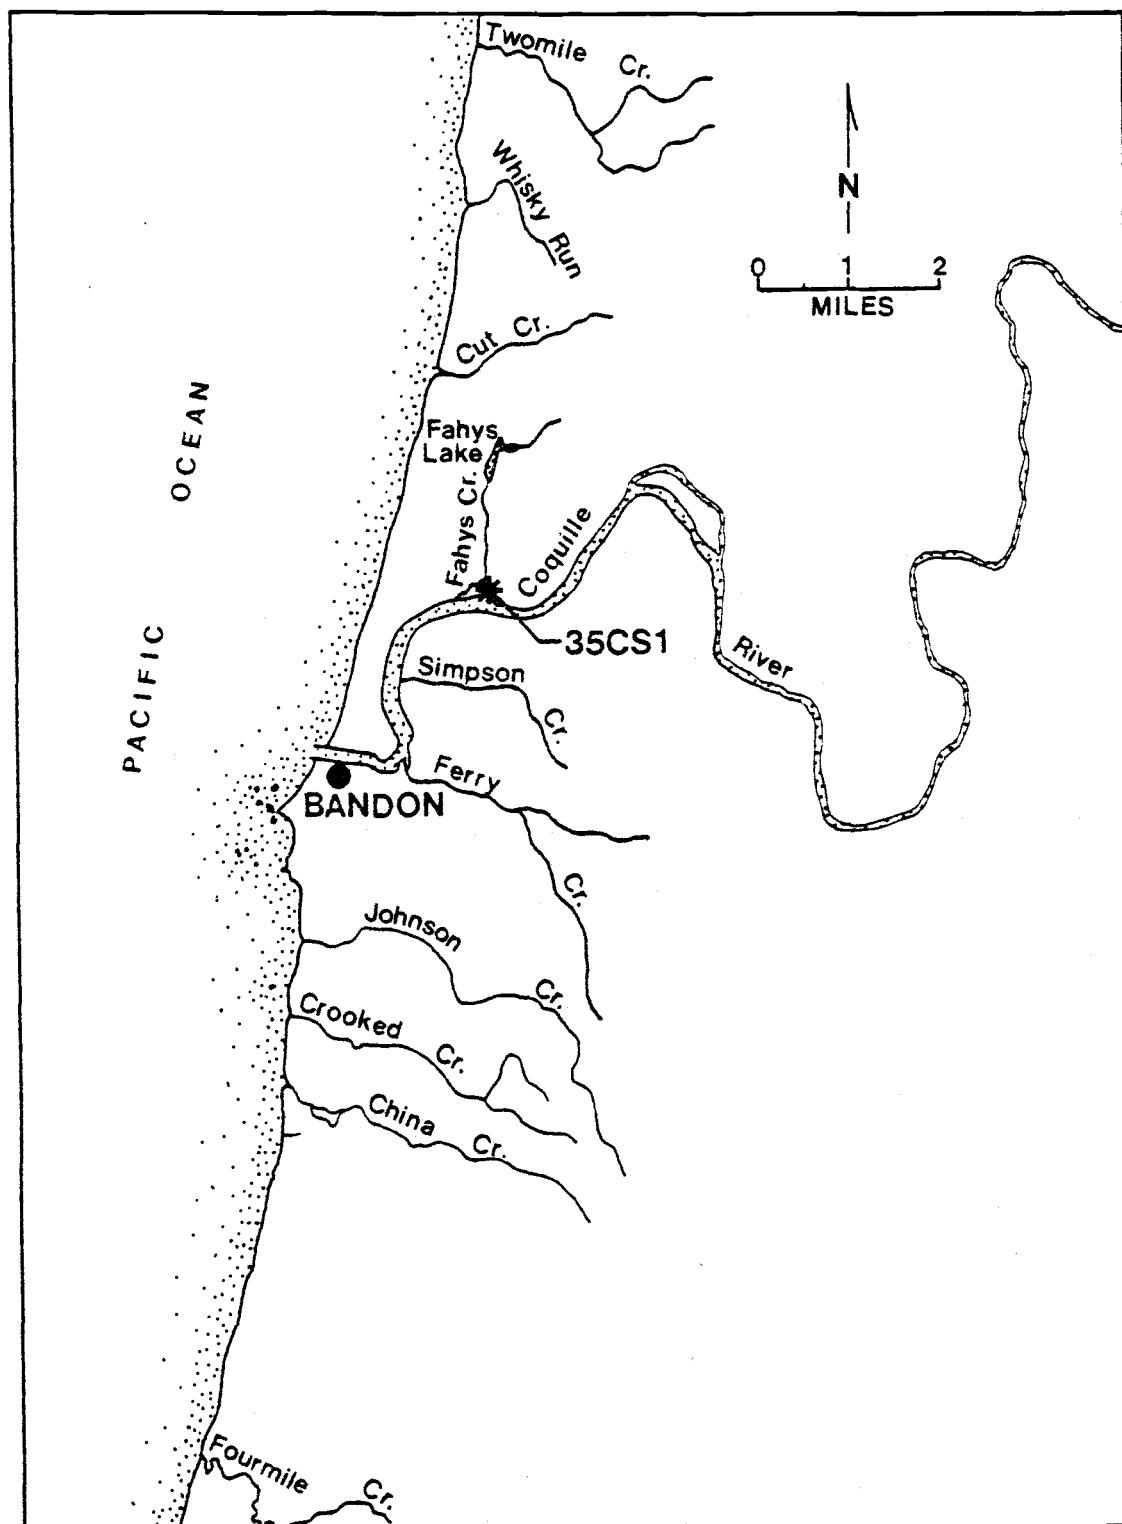 Twomile Cr.
Whisky Run
N
0 1 2
MILES
Cut Cr.
Fahys
Lake
Fahys Cr.
Coquille River
35CS1
PACIFIC OCEAN
Simpson Cr.
Ferry Cr.
BANDON
Johnson Cr.
Crooked Cr.
China Cr.
Fourmile Cr.